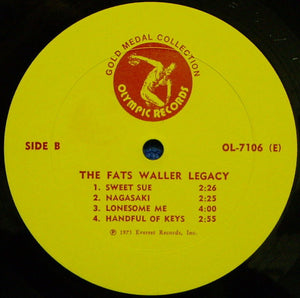 GOLD MEDAL COLLECTION
OLYMPIC RECORDS
SIDE B
OL-7106 (E)
THE FATS WALLER LEGACY
1. SWEET SUE 2:26
2. NAGASAKI 2:25
3. LONESOME ME 4:00
4. HANDFUL OF KEYS 2:55
Ⓟ 1973 Everest Records, Inc.